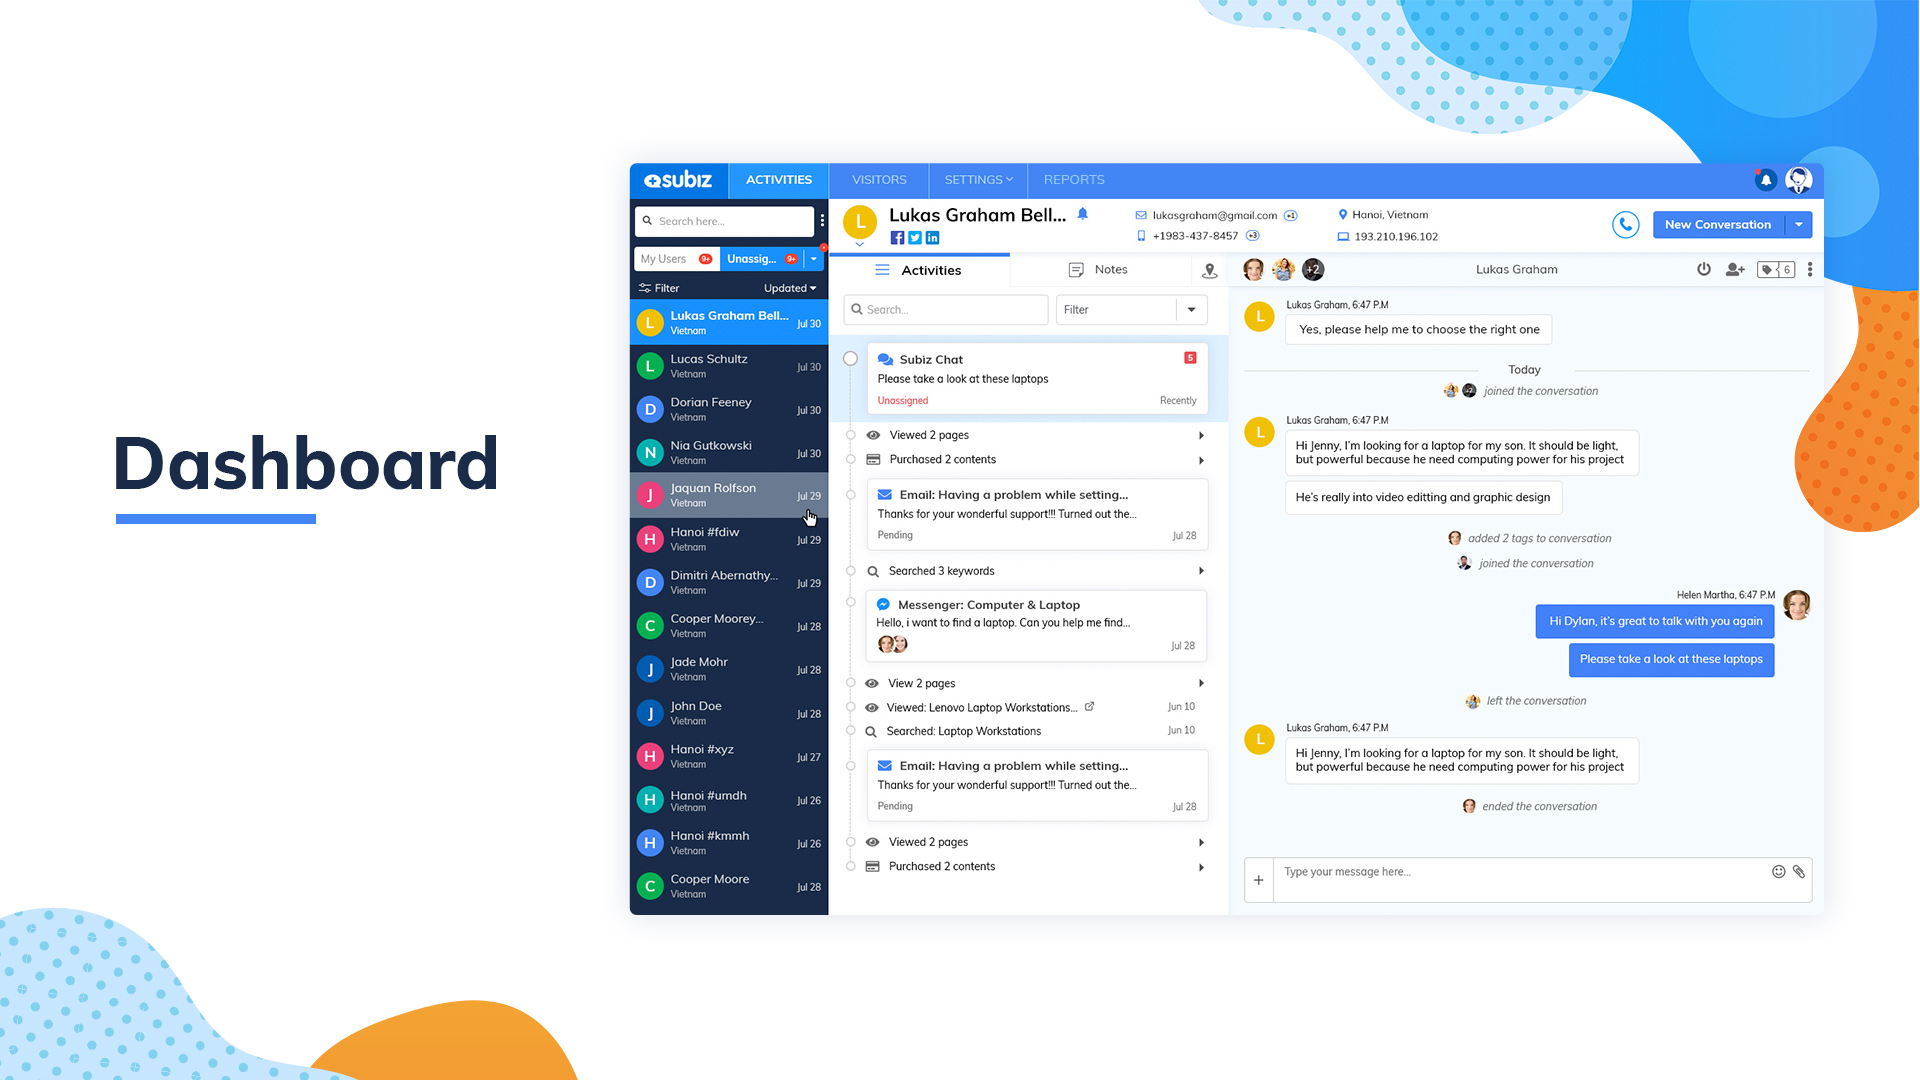 Dashboard
subiz
ACTIVITIES
VISITORS
SETTINGS
REPORTS
Search here...
My Users 9+
Unassig... 9+
Filter
Updated
L
Lukas Graham Bell...
Vietnam
Jul 30
L
Lucas Schultz
Vietnam
Jul 30
D
Dorian Feeney
Vietnam
Jul 30
N
Nia Gutkowski
Vietnam
Jul 30
J
Jaquan Rolfson
Vietnam
Jul 29
H
Hanoi #fdiw
Vietnam
Jul 29
D
Dimitri Abernathy...
Vietnam
Jul 29
C
Cooper Moorey...
Vietnam
Jul 28
J
Jade Mohr
Vietnam
Jul 28
J
John Doe
Vietnam
Jul 28
H
Hanoi #xyz
Vietnam
Jul 27
H
Hanoi #umdh
Vietnam
Jul 26
H
Hanoi #kmmh
Vietnam
Jul 26
C
Cooper Moore
Vietnam
Jul 28
L
Lukas Graham Bell...
lukasgraham@gmail.com +1
+1983-437-8457 +3
Hanoi, Vietnam
193.210.196.102
New Conversation
Activities
Notes
Search...
Filter
Subiz Chat
5
Please take a look at these laptops
Unassigned
Recently
Viewed 2 pages
Purchased 2 contents
Email: Having a problem while setting...
Thanks for your wonderful support!!! Turned out the...
Pending
Jul 28
Searched 3 keywords
Messenger: Computer & Laptop
Hello, i want to find a laptop. Can you help me find...
Jul 28
View 2 pages
Viewed: Lenovo Laptop Workstations...
Jun 10
Searched: Laptop Workstations
Jun 10
Email: Having a problem while setting...
Thanks for your wonderful support!!! Turned out the...
Pending
Jul 28
Viewed 2 pages
Purchased 2 contents
+2
Lukas Graham
6
Lukas Graham, 6:47 P.M
L
Yes, please help me to choose the right one
Today
joined the conversation
Lukas Graham, 6:47 P.M
L
Hi Jenny, I'm looking for a laptop for my son. It should be light,
but powerful because he need computing power for his project
He's really into video editting and graphic design
added 2 tags to conversation
joined the conversation
Helen Martha, 6:47 P.M
Hi Dylan, it's great to talk with you again
Please take a look at these laptops
left the conversation
Lukas Graham, 6:47 P.M
L
Hi Jenny, I'm looking for a laptop for my son. It should be light,
but powerful because he need computing power for his project
ended the conversation
Type your message here...